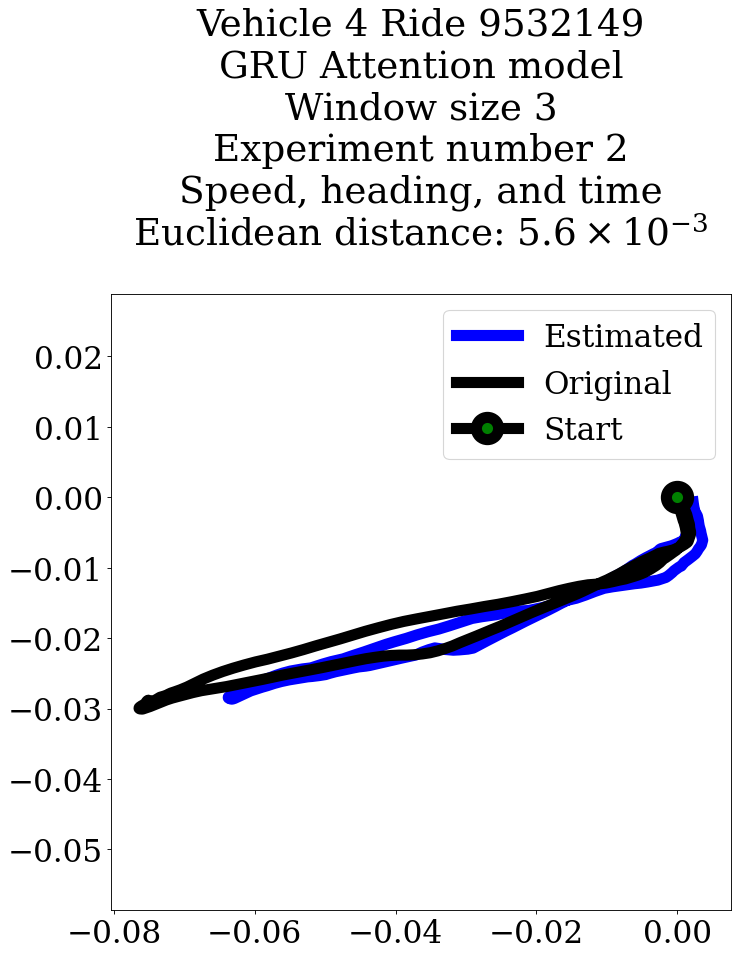 Vehicle 4 Ride 9532149
GRU Attention model
Window size 3
Experiment number 2
Speed, heading, and time
Euclidean distance: 5.6 × 10⁻³
Estimated
Original
Start
0.02
0.01
0.00
−0.01
−0.02
−0.03
−0.04
−0.05
−0.08 −0.06 −0.04 −0.02 0.00